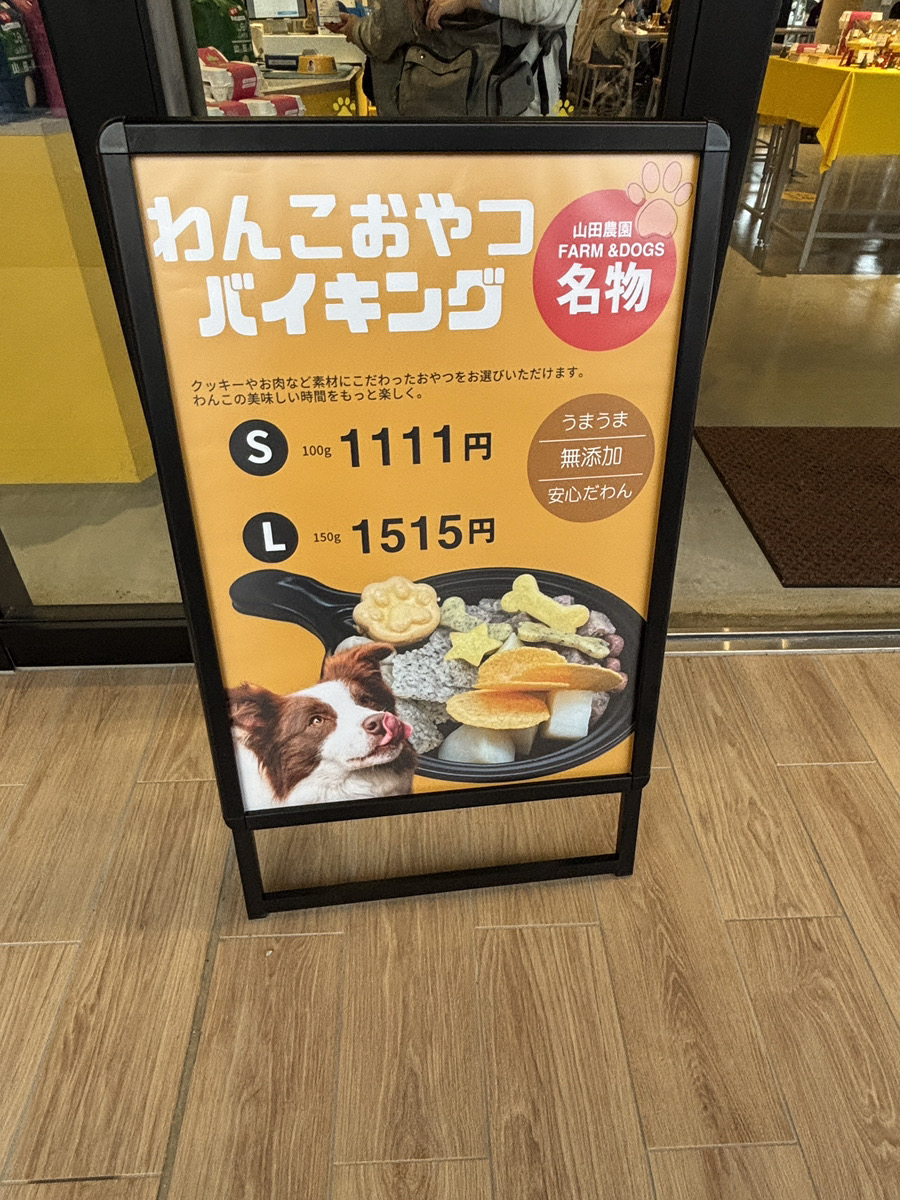 わんこおやつ
バイキング
山田農園
FARM &DOGS
名物
クッキーやお肉など素材にこだわったおやつをお選びいただけます。
わんこの美味しい時間をもっと楽しく。
S 100g 1111円
L 150g 1515円
うまうま
無添加
安心だわん